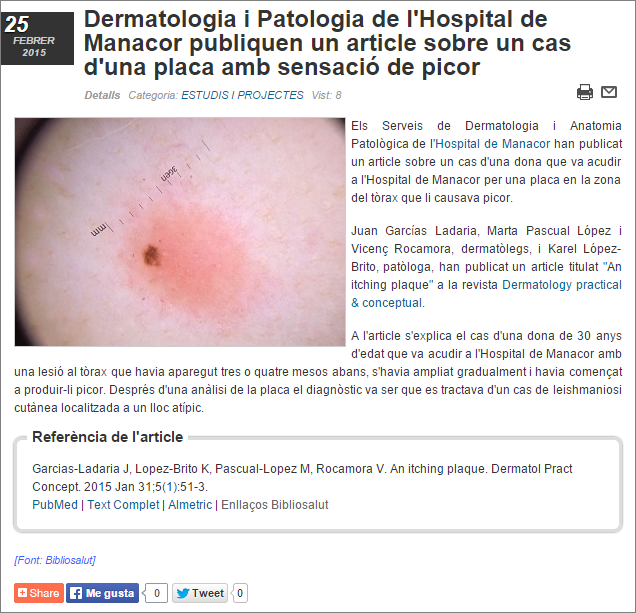 25
FEBRER
2015
Dermatologia i Patologia de l'Hospital de
Manacor publiquen un article sobre un cas
d'una placa amb sensació de picor
Detalls Categoria: ESTUDIS I PROJECTES Vist: 8
3Gen
mm
Els Serveis de Dermatologia i Anatomia
Patològica de l'Hospital de Manacor han publicat
un article sobre un cas d'una dona que va acudir
a l'Hospital de Manacor per una placa en la zona
del tòrax que li causava picor.
Juan Garcías Ladaria, Marta Pascual López i
Vicenç Rocamora, dermatòlegs, i Karel López-
Brito, patòloga, han publicat un article titulat "An
itching plaque" a la revista Dermatology practical
& conceptual.
A l'article s'explica el cas d'una dona de 30 anys
d'edat que va acudir a l'Hospital de Manacor amb
una lesió al tòrax que havia aparegut tres o quatre mesos abans, s'havia ampliat gradualment i havia començat
a produir-li picor. Després d'una anàlisi de la placa el diagnòstic va ser que es tractava d'un cas de leishmaniosi
cutànea localitzada a un lloc atípic.
Referència de l'article
Garcias-Ladaria J, Lopez-Brito K, Pascual-Lopez M, Rocamora V. An itching plaque. Dermatol Pract
Concept. 2015 Jan 31;5(1):51-3.
PubMed | Text Complet | Almetric | Enllaços Bibliosalut
[Font: Bibliosalut]
Share Me gusta 0 Tweet 0